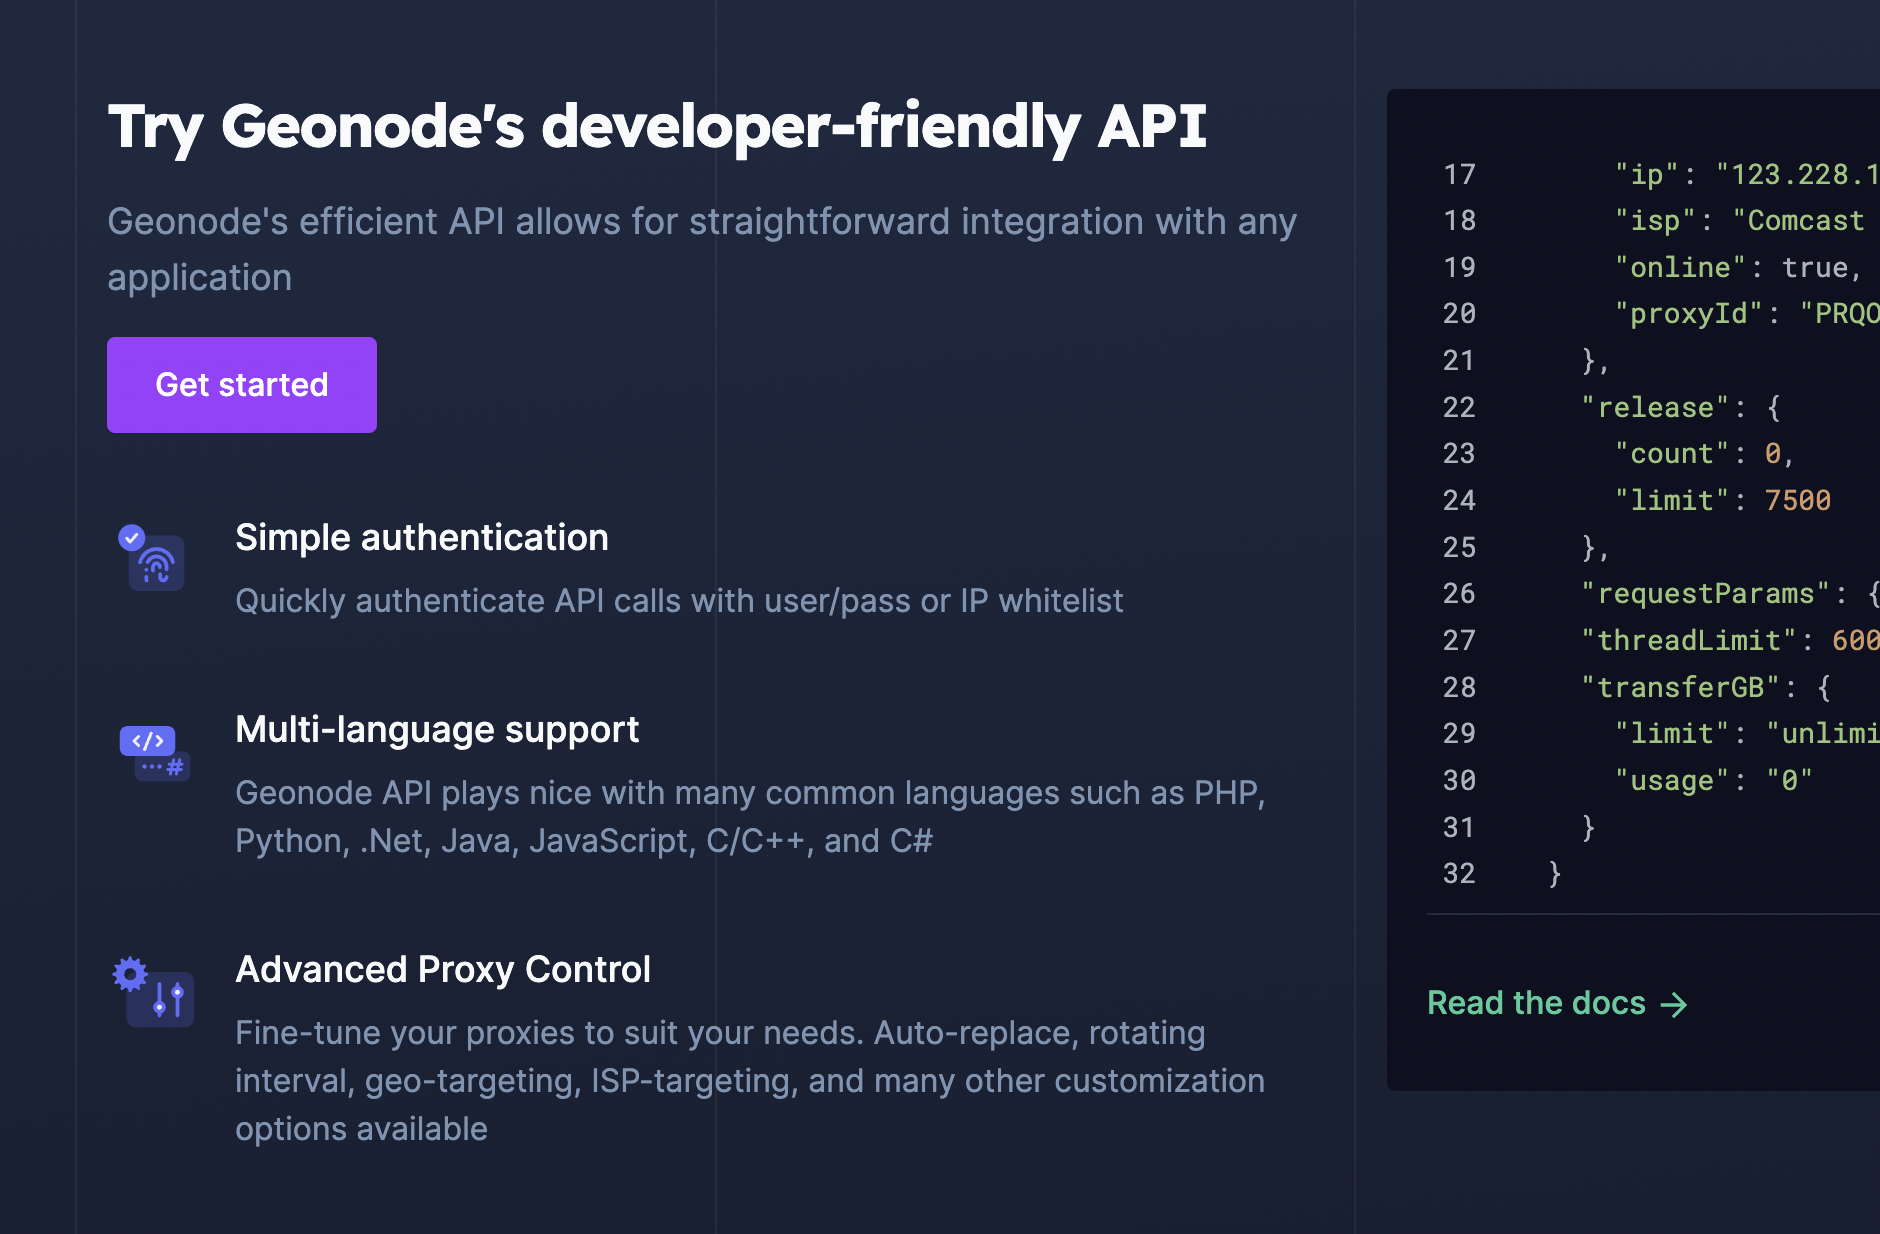 Try Geonode's developer-friendly API
Geonode's efficient API allows for straightforward integration with any
application
Get started
Simple authentication
Quickly authenticate API calls with user/pass or IP whitelist
Multi-language support
</>
...#
Geonode API plays nice with many common languages such as PHP,
Python, .Net, Java, JavaScript, C/C++, and C#
Advanced Proxy Control
Fine-tune your proxies to suit your needs. Auto-replace, rotating
interval, geo-targeting, ISP-targeting, and many other customization
options available
17 "ip": "123.228.1
18 "isp": "Comcast
19 "online": true,
20 "proxyId": "PRQO
21 },
22 "release": {
23 "count": 0,
24 "limit": 7500
25 },
26 "requestParams": {
27 "threadLimit": 600
28 "transferGB": {
29 "limit": "unlimi
30 "usage": "0"
31 }
32 }
Read the docs →